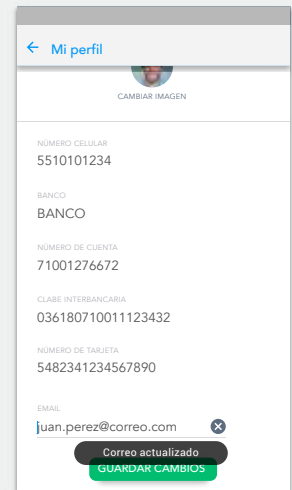 Mi perfil
CAMBIAR IMAGEN
NÚMERO CELULAR
5510101234
BANCO
BANCO
NÚMERO DE CUENTA
71001276672
CLABE INTERBANCARIA
036180710011123432
NÚMERO DE TARJETA
5482341234567890
EMAIL
juan.perez@correo.com
Correo actualizado
GUARDAR CAMBIOS